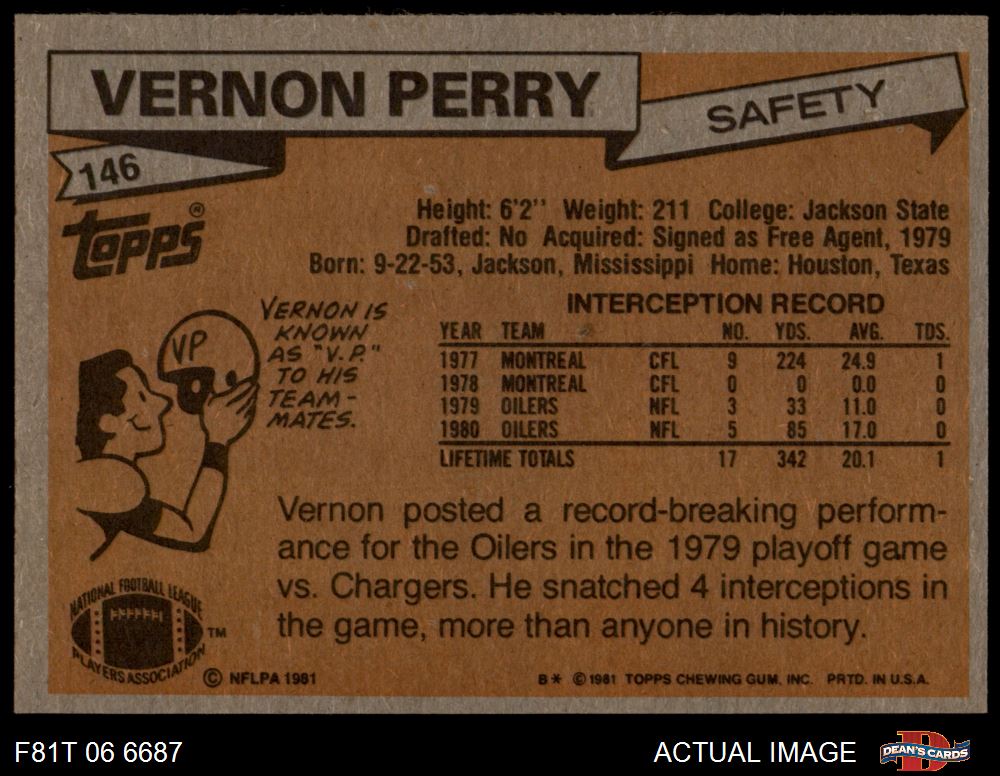 VERNON PERRY
SAFETY
146
topps®
Height: 6'2'' Weight: 211 College: Jackson State
Drafted: No Acquired: Signed as Free Agent, 1979
Born: 9-22-53, Jackson, Mississippi Home: Houston, Texas
VERNON IS
KNOWN
AS "V.P."
TO HIS
TEAM-
MATES.
VP
INTERCEPTION RECORD
YEAR TEAM NO. YDS. AVG. TDS.
1977 MONTREAL CFL 9 224 24.9 1
1978 MONTREAL CFL 0 0 0.0 0
1979 OILERS NFL 3 33 11.0 0
1980 OILERS NFL 5 85 17.0 0
LIFETIME TOTALS 17 342 20.1 1
Vernon posted a record-breaking perform-
ance for the Oilers in the 1979 playoff game
vs. Chargers. He snatched 4 interceptions in
the game, more than anyone in history.
NATIONAL FOOTBALL LEAGUE
PLAYERS ASSOCIATION
TM
© NFLPA 1981
B* © 1981 TOPPS CHEWING GUM, INC. PRTD. IN U.S.A.
F81T 06 6687
ACTUAL IMAGE
D
DEAN'S CARDS